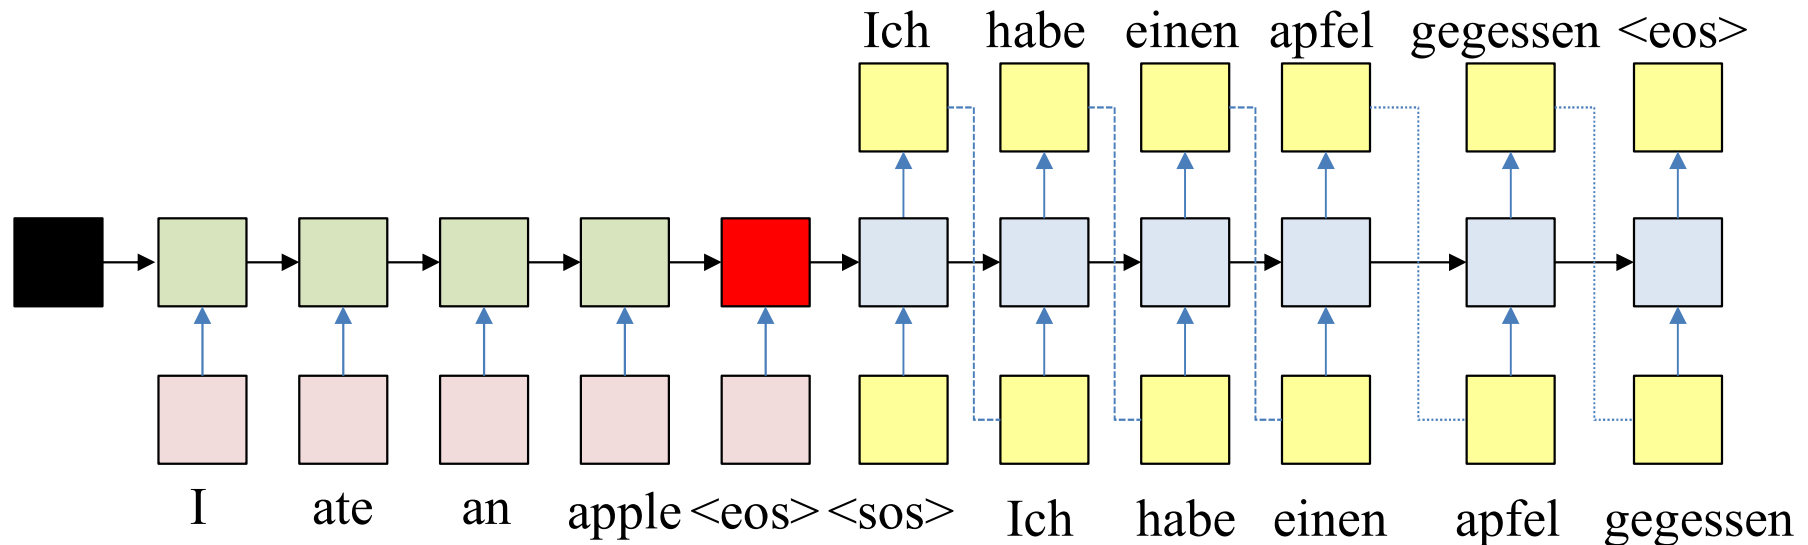 Ich habe einen apfel gegessen <eos>
I ate an apple <eos> <sos> Ich habe einen apfel gegessen